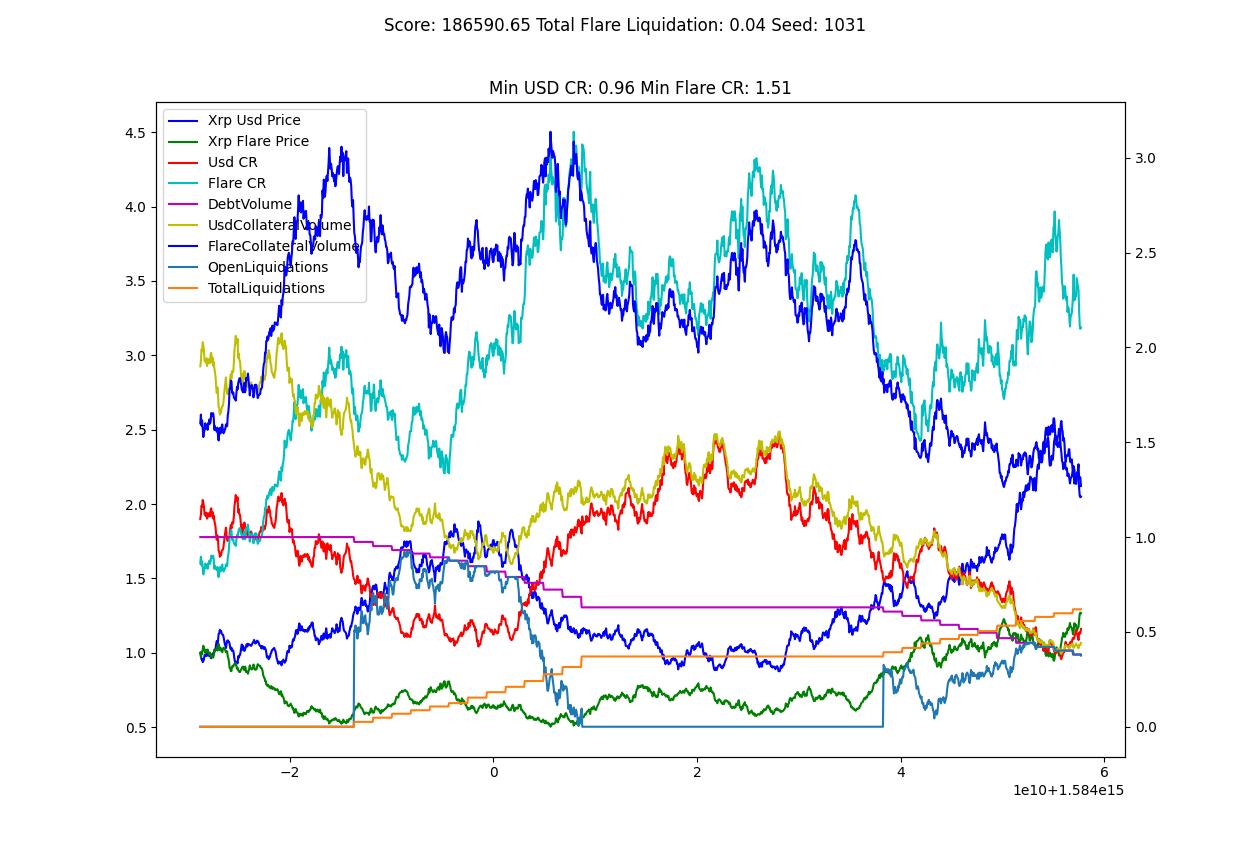 Score: 186590.65 Total Flare Liquidation: 0.04 Seed: 1031
Min USD CR: 0.96 Min Flare CR: 1.51
Xrp Usd Price
Xrp Flare Price
Usd CR
Flare CR
DebtVolume
UsdCollateralVolume
FlareCollateralVolume
OpenLiquidations
TotalLiquidations
4.5
4.0
3.5
3.0
2.5
2.0
1.5
1.0
0.5
3.0
2.5
2.0
1.5
1.0
0.5
0.0
−2 0 2 4 6
1e10+1.584e15